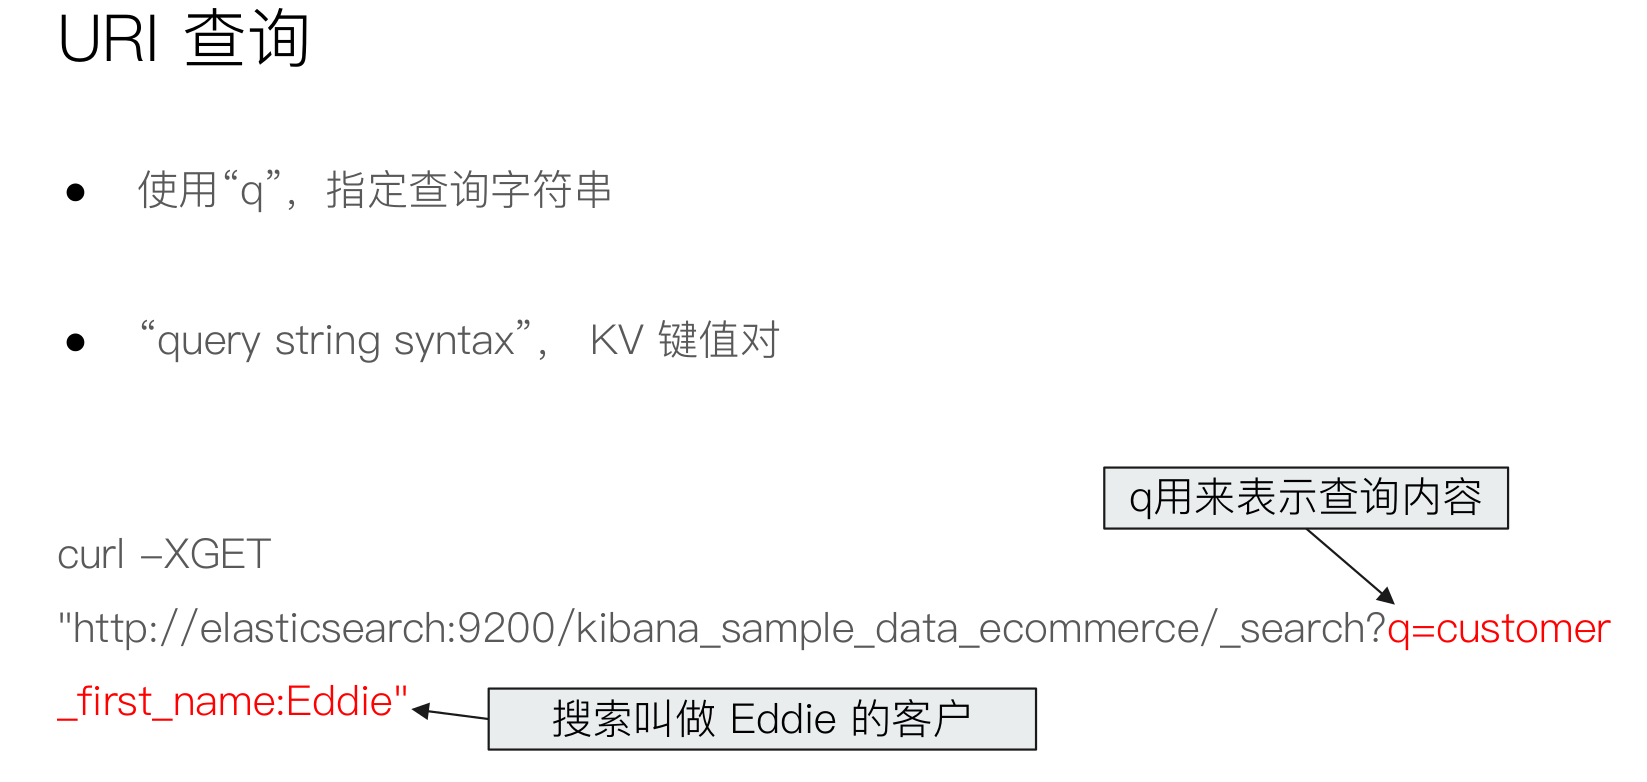 URI 查询
● 使用“q”，指定查询字符串
● “query string syntax”， KV 键值对
q用来表示查询内容
curl –XGET
"http://elasticsearch:9200/kibana_sample_data_ecommerce/_search?q=customer
_first_name:Eddie"
搜索叫做 Eddie 的客户